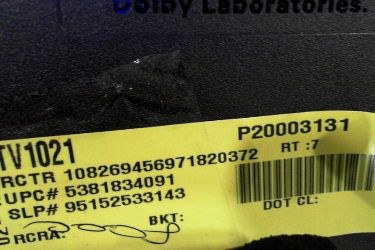 Dolby Laboratories.
TV1021
P20003131
RCTR 108269456971820372
RT :7
UPC# 5381834091
SLP# 95152533143
BKT:
DOT CL:
RCRA: